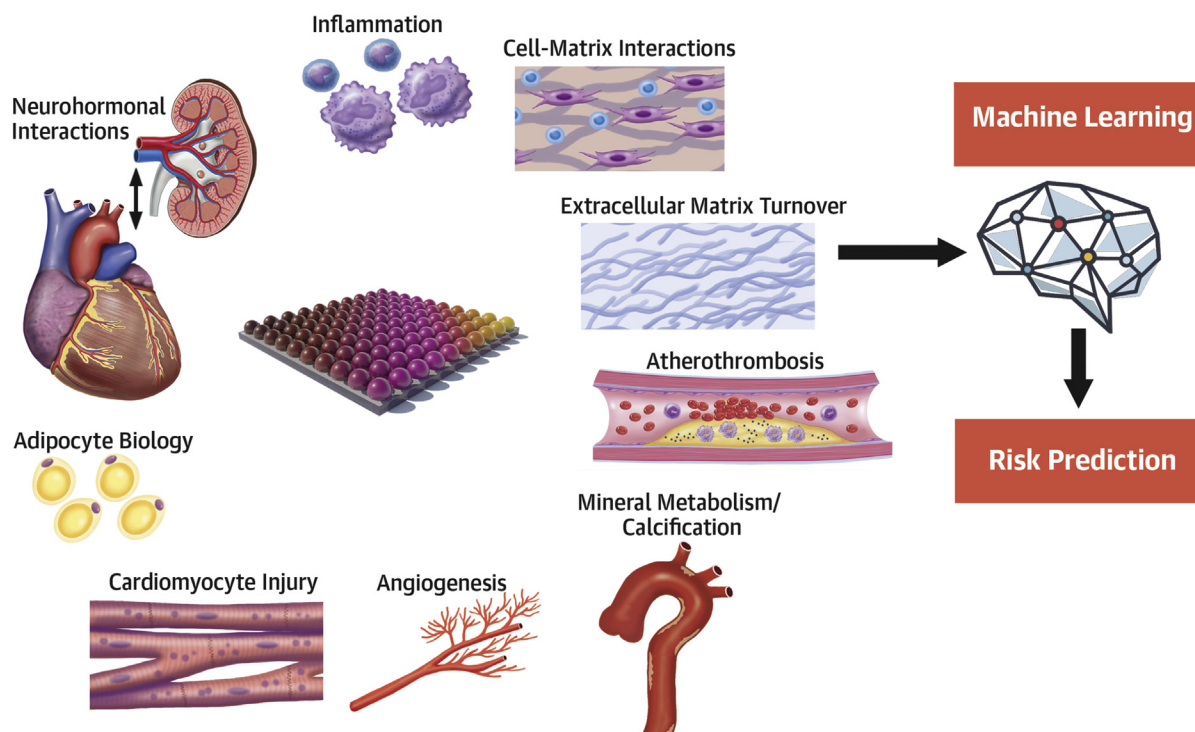 Inflammation
Cell-Matrix Interactions
Neurohormonal
Interactions
Machine Learning
Extracellular Matrix Turnover
Atherothrombosis
Adipocyte Biology
Risk Prediction
Mineral Metabolism/
Calcification
Cardiomyocyte Injury
Angiogenesis